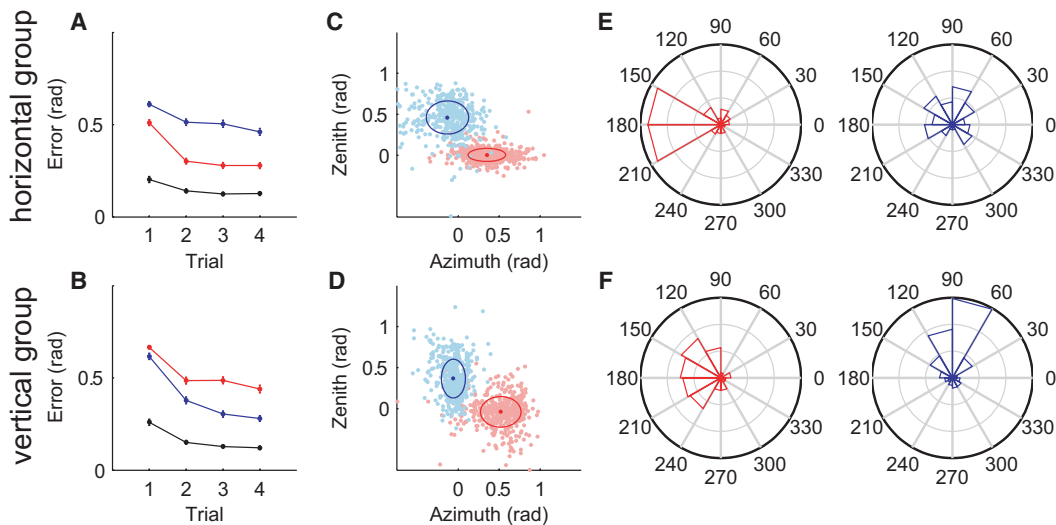 horizontal group
A
Error (rad)
0.5
0
1 2 3 4
Trial
C
Zenith (rad)
1
0.5
0
0 0.5 1
Azimuth (rad)
E
90
120 60
150 30
180 0
210 330
240 300
270
90
120 60
150 30
180 0
210 330
240 300
270
vertical group
B
Error (rad)
0.5
0
1 2 3 4
Trial
D
Zenith (rad)
1
0.5
0
0 0.5 1
Azimuth (rad)
F
90
120 60
150 30
180 0
210 330
240 300
270
90
120 60
150 30
180 0
210 330
240 300
270